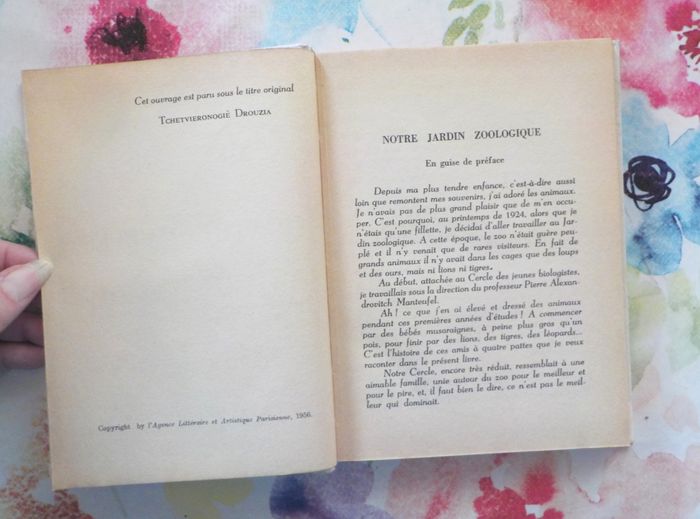 Cet ouvrage est paru sous le titre original
Tchetvieronogiè Drouzia
Copyright by l'Agence Littéraire et Artistique Parisienne, 1956.
NOTRE JARDIN ZOOLOGIQUE
En guise de préface
Depuis ma plus tendre enfance, c'est-à-dire aussi
loin que remontent mes souvenirs, j'ai adoré les animaux.
Je n'avais pas de plus grand plaisir que de m'en occu-
per. C'est pourquoi, au printemps de 1924, alors que je
n'étais qu'une fillette, je décidai d'aller travailler au Jar-
din zoologique. A cette époque, le zoo n'était guère peu-
plé et il n'y venait que de rares visiteurs. En fait de
grands animaux il n'y avait dans les cages que des loups
et des ours, mais ni lions ni tigres.
Au début, attachée au Cercle des jeunes biologistes,
je travaillais sous la direction du professeur Pierre Alexan-
drovitch Manteufel.
Ah ! ce que j'en ai élevé et dressé des animaux
pendant ces premières années d'études ! A commencer
par des bébés musaraignes, à peine plus gros qu'un
pois, pour finir par des lions, des tigres, des léopards...
C'est l'histoire de ces amis à quatre pattes que je veux
raconter dans le présent livre.
Notre Cercle, encore très réduit, ressemblait à une
aimable famille, unie autour du zoo pour le meilleur et
pour le pire, et, il faut bien le dire, ce n'est pas le meil-
leur qui dominait.